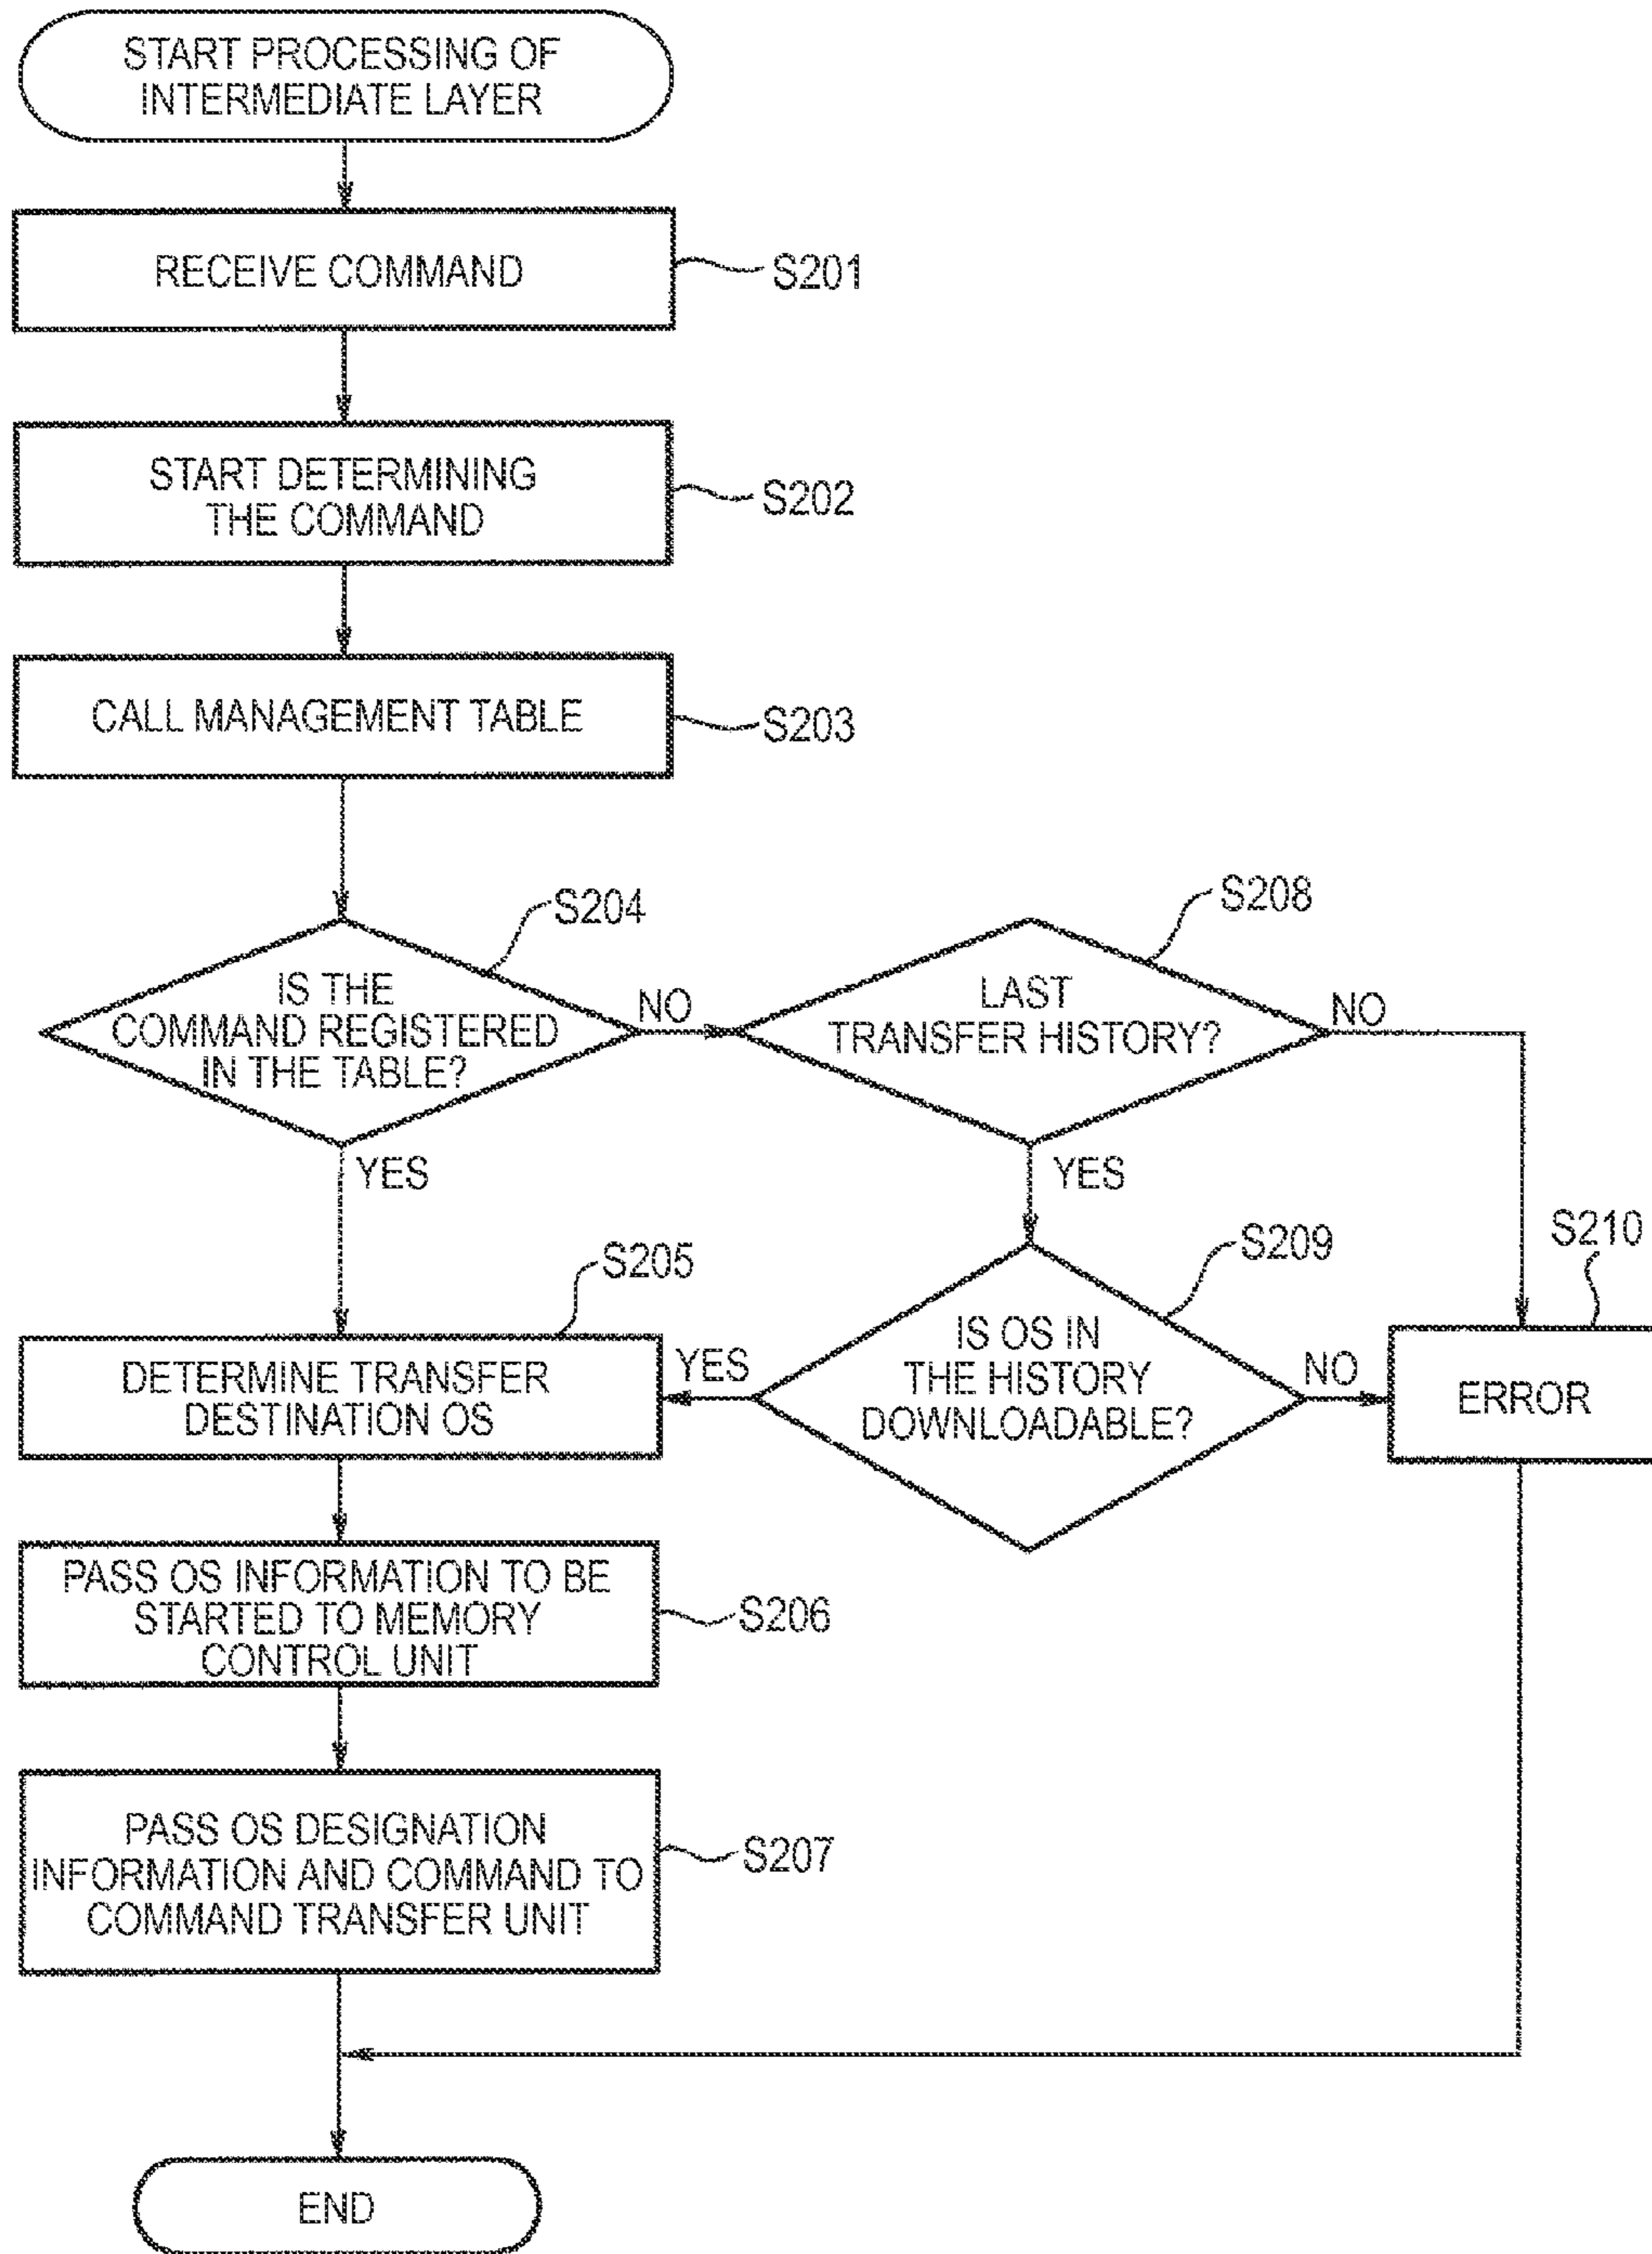 START PROCESSING OF
INTERMEDIATE LAYER
RECEIVE COMMAND
S201
START DETERMINING
THE COMMAND
S202
CALL MANAGEMENT TABLE
S203
S204
IS THE
COMMAND REGISTERED
IN THE TABLE?
NO
YES
S208
LAST
TRANSFER HISTORY?
NO
YES
S205
DETERMINE TRANSFER
DESTINATION OS
YES
S209
IS OS IN
THE HISTORY
DOWNLOADABLE?
NO
S210
ERROR
PASS OS INFORMATION TO BE
STARTED TO MEMORY
CONTROL UNIT
S206
PASS OS DESIGNATION
INFORMATION AND COMMAND TO
COMMAND TRANSFER UNIT
S207
END